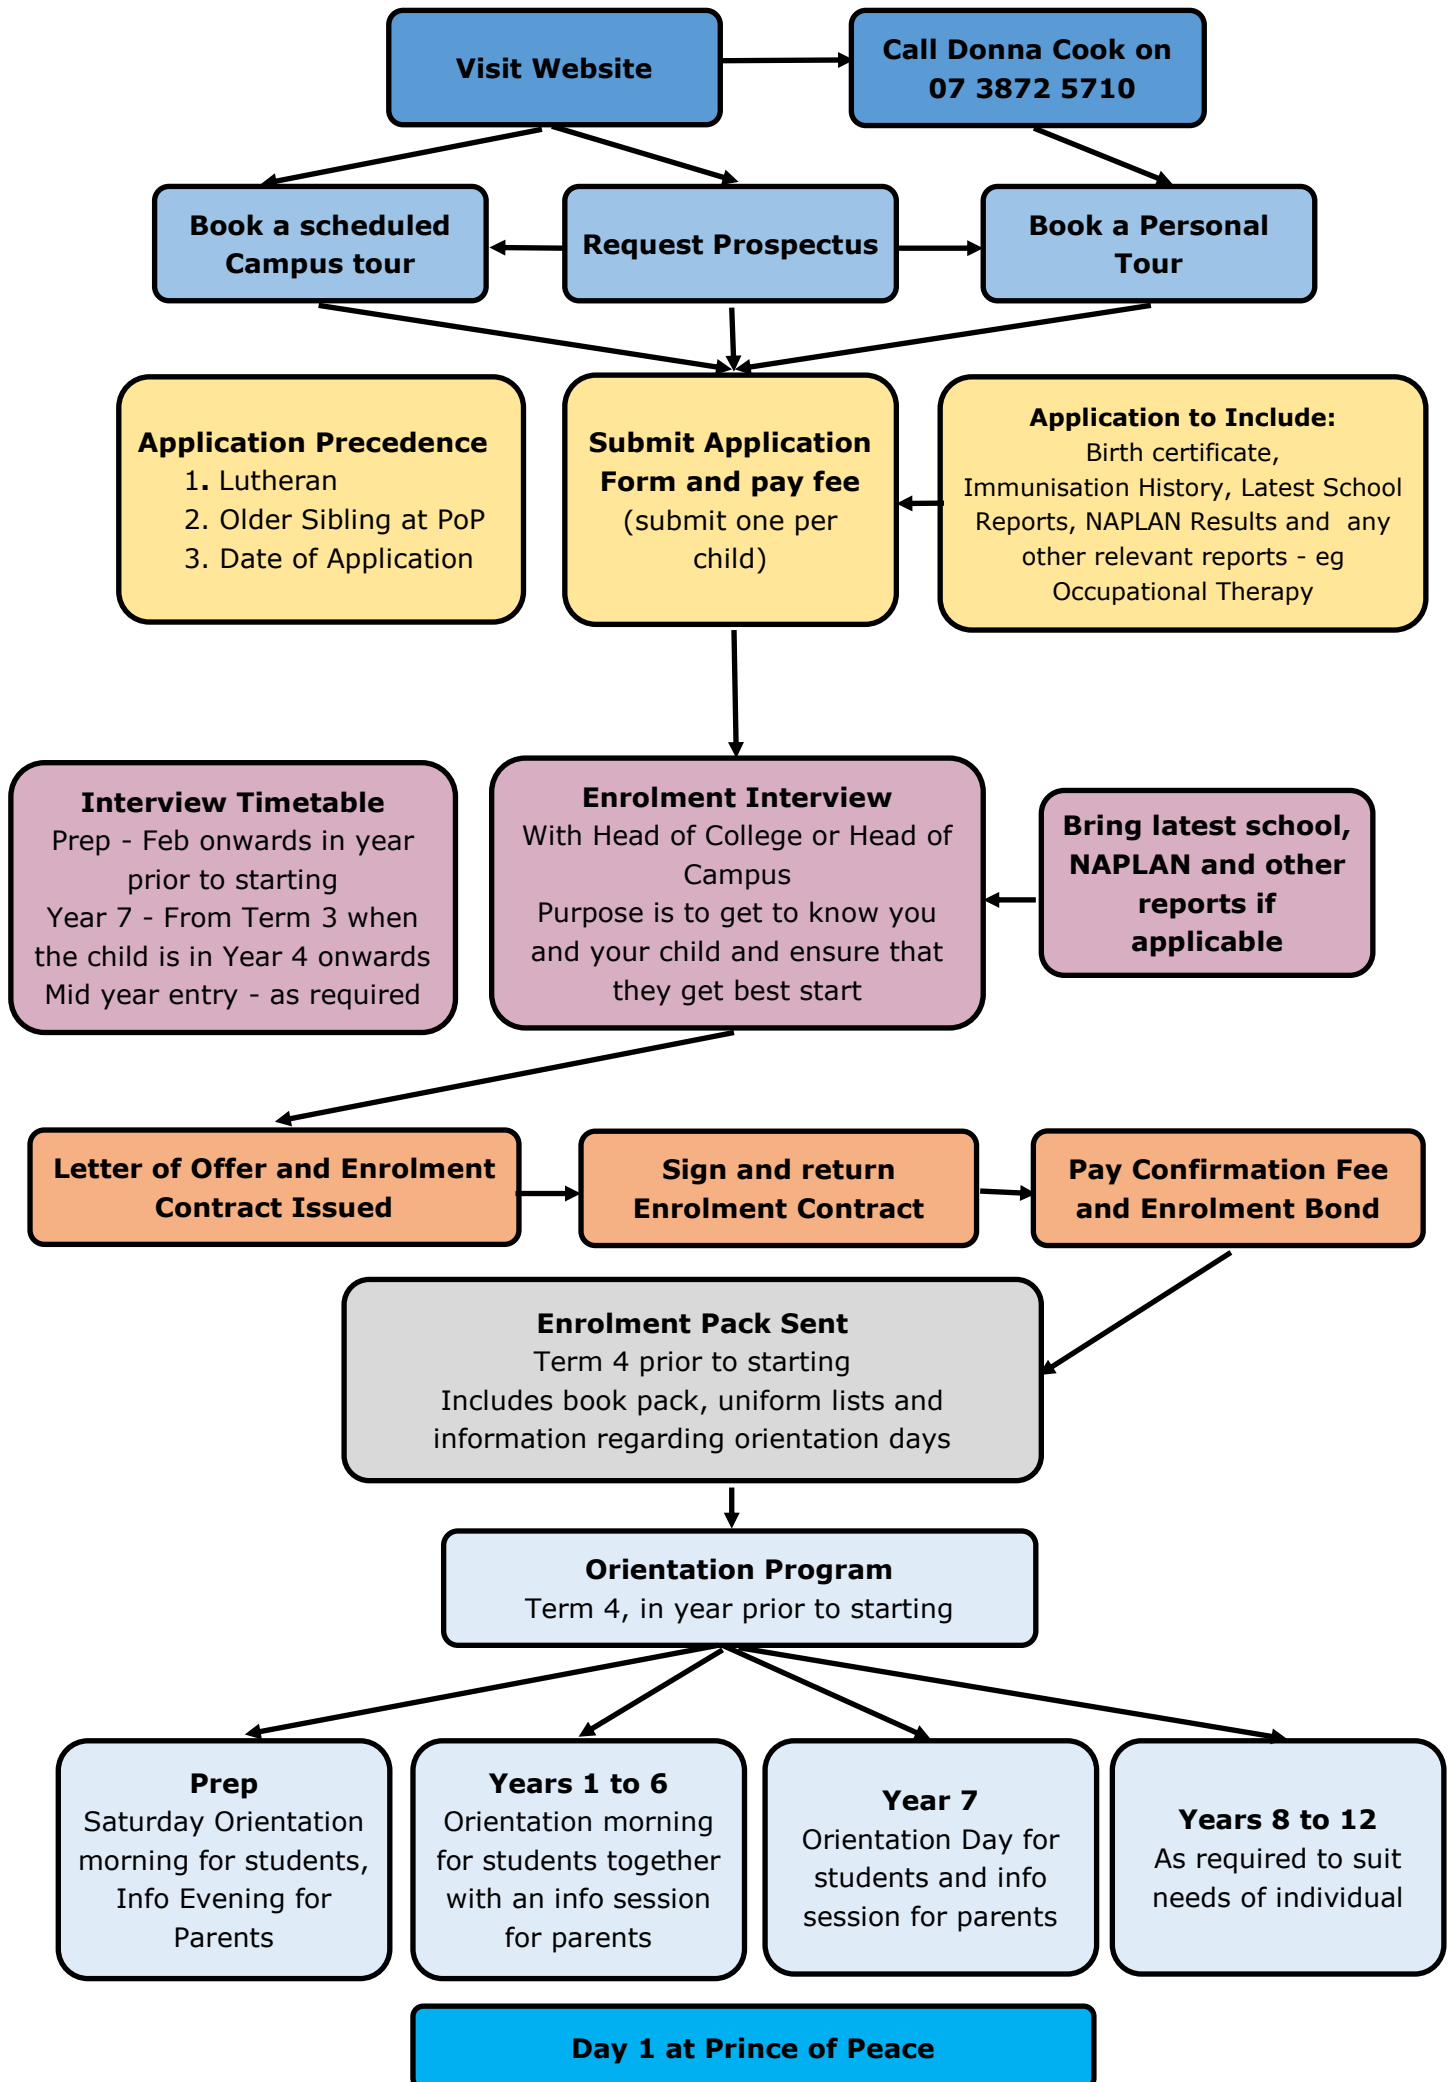 Visit Website
Call Donna Cook on
07 3872 5710
Book a scheduled
Campus tour
Request Prospectus
Book a Personal
Tour
Application Precedence
1. Lutheran
2. Older Sibling at PoP
3. Date of Application
Submit Application
Form and pay fee
(submit one per
child)
Application to Include:
Birth certificate,
Immunisation History, Latest School
Reports, NAPLAN Results and any
other relevant reports - eg
Occupational Therapy
Interview Timetable
Prep - Feb onwards in year
prior to starting
Year 7 - From Term 3 when
the child is in Year 4 onwards
Mid year entry - as required
Enrolment Interview
With Head of College or Head of
Campus
Purpose is to get to know you
and your child and ensure that
they get best start
Bring latest school,
NAPLAN and other
reports if
applicable
Letter of Offer and Enrolment
Contract Issued
Sign and return
Enrolment Contract
Pay Confirmation Fee
and Enrolment Bond
Enrolment Pack Sent
Term 4 prior to starting
Includes book pack, uniform lists and
information regarding orientation days
Orientation Program
Term 4, in year prior to starting
Prep
Saturday Orientation
morning for students,
Info Evening for
Parents
Years 1 to 6
Orientation morning
for students together
with an info session
for parents
Year 7
Orientation Day for
students and info
session for parents
Years 8 to 12
As required to suit
needs of individual
Day 1 at Prince of Peace